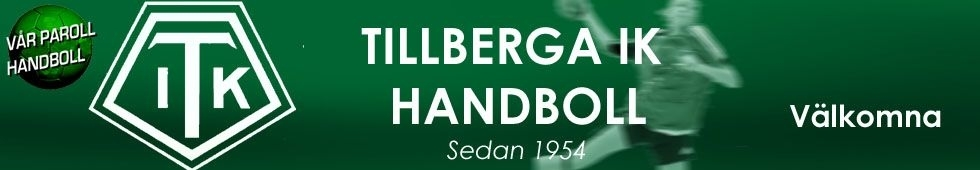 VÅR PAROLL
HANDBOLL
ITK
TILLBERGA IK
HANDBOLL
Sedan 1954
Välkomna